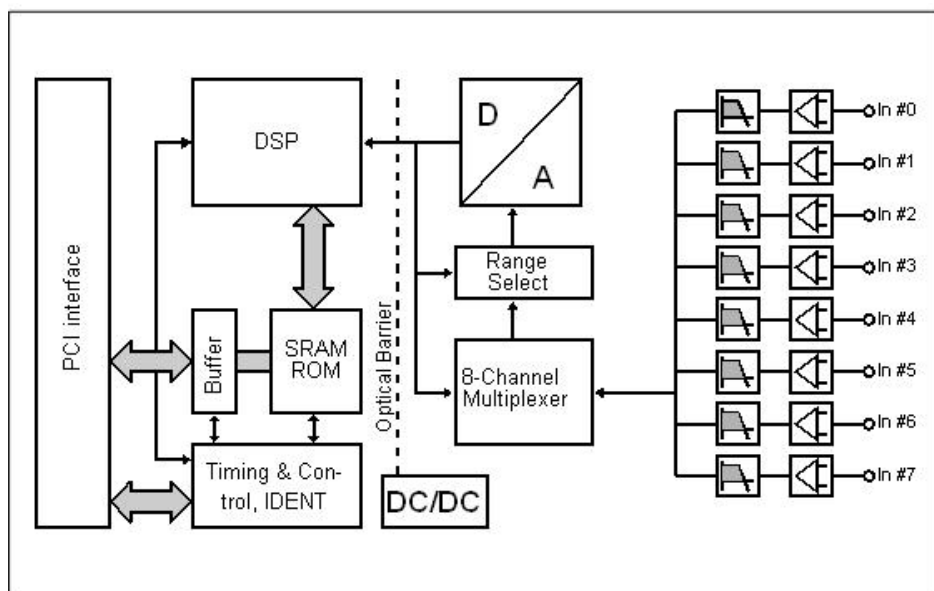 PCI interface
DSP
Buffer
SRAM
ROM
Timing & Con-
trol, IDENT
Optical Barrier
DC/DC
D
A
Range
Select
8-Channel
Multiplexer
In #0
In #1
In #2
In #3
In #4
In #5
In #6
In #7